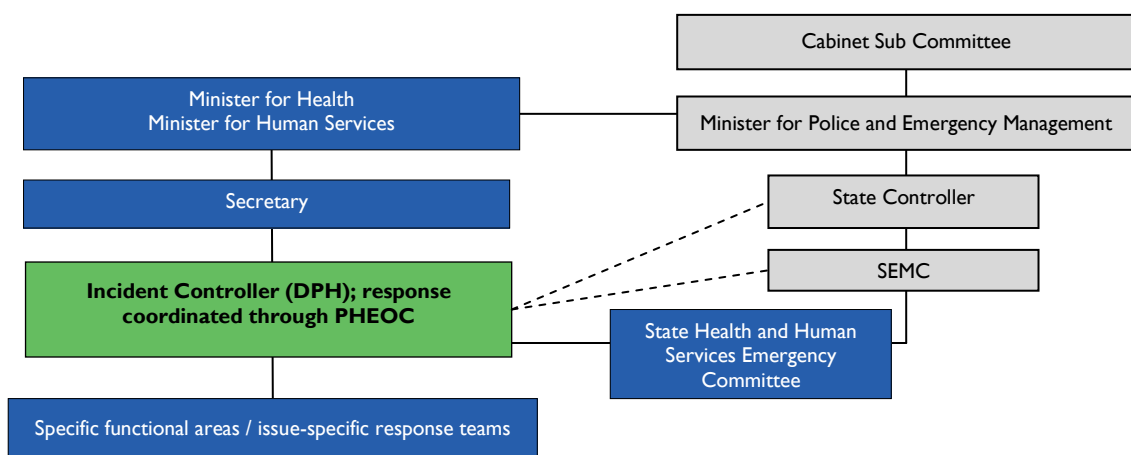 Cabinet Sub Committee
Minister for Health
Minister for Human Services
Minister for Police and Emergency Management
Secretary
State Controller
SEMC
Incident Controller (DPH); response
coordinated through PHEOC
State Health and Human
Services Emergency
Committee
Specific functional areas / issue-specific response teams